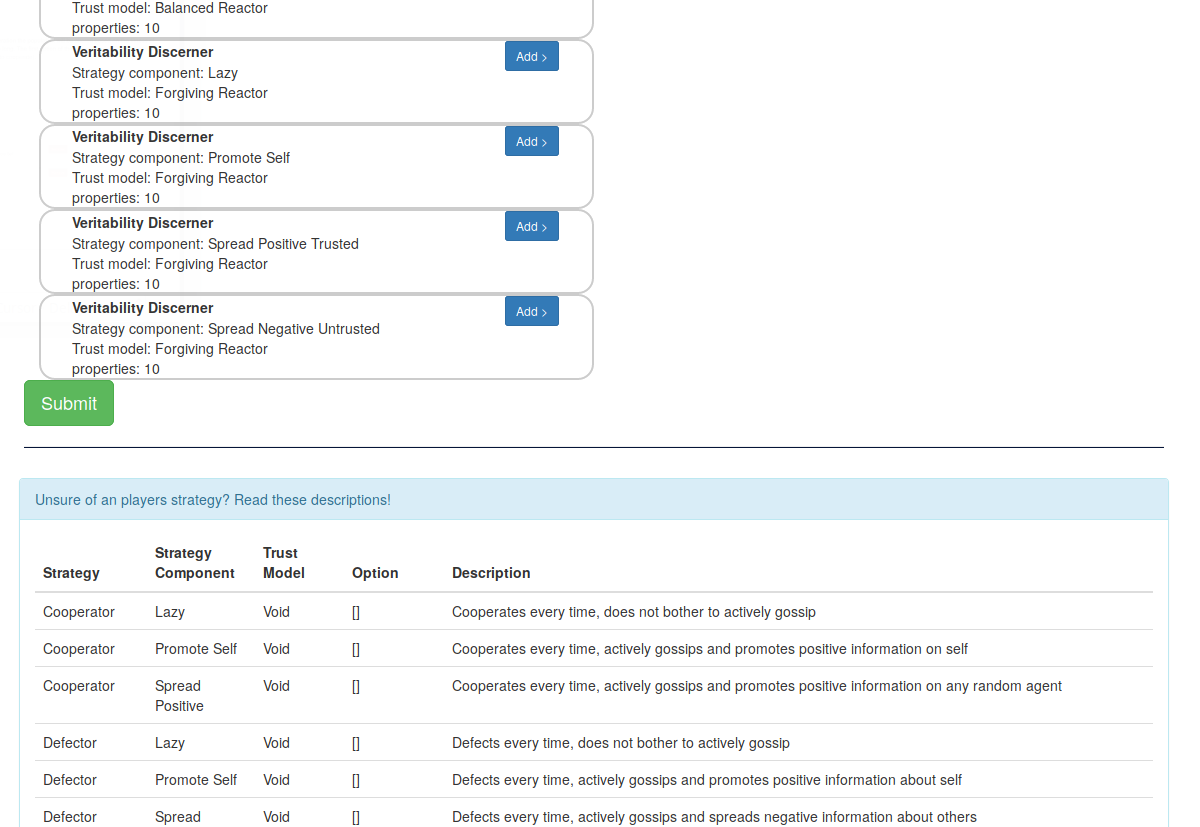 Trust model: Balanced Reactor
properties: 10
Veritability Discerner
Add >
Strategy component: Lazy
Trust model: Forgiving Reactor
properties: 10
Veritability Discerner
Add >
Strategy component: Promote Self
Trust model: Forgiving Reactor
properties: 10
Veritability Discerner
Add >
Strategy component: Spread Positive Trusted
Trust model: Forgiving Reactor
properties: 10
Veritability Discerner
Add >
Strategy component: Spread Negative Untrusted
Trust model: Forgiving Reactor
properties: 10
Submit
Unsure of an players strategy? Read these descriptions!
Strategy Strategy Component Trust Model Option Description
Cooperator Lazy Void [] Cooperates every time, does not bother to actively gossip
Cooperator Promote Self Void [] Cooperates every time, actively gossips and promotes positive information on self
Cooperator Spread Positive Void [] Cooperates every time, actively gossips and promotes positive information on any random agent
Defector Lazy Void [] Defects every time, does not bother to actively gossip
Defector Promote Self Void [] Defects every time, actively gossips and promotes positive information about self
Defector Spread Void [] Defects every time, actively gossips and spreads negative information about others